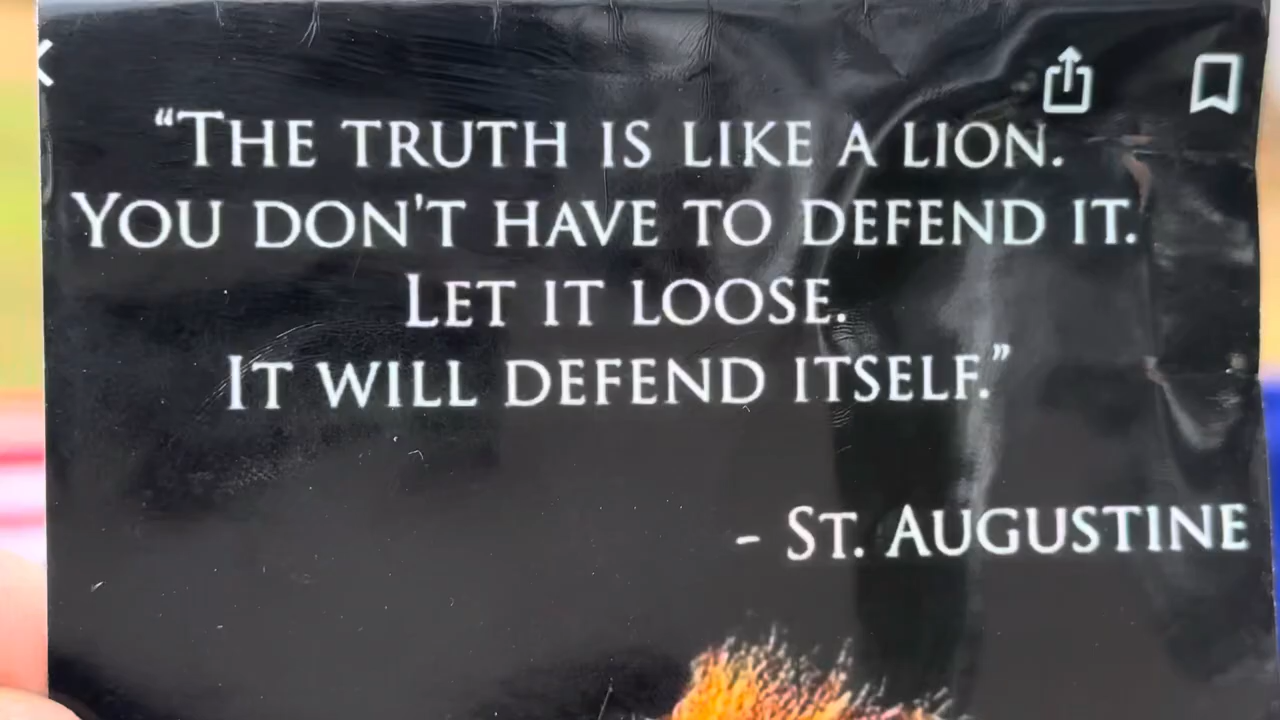 “THE TRUTH IS LIKE A LION.
YOU DON'T HAVE TO DEFEND IT.
LET IT LOOSE.
IT WILL DEFEND ITSELF.”
- ST. AUGUSTINE